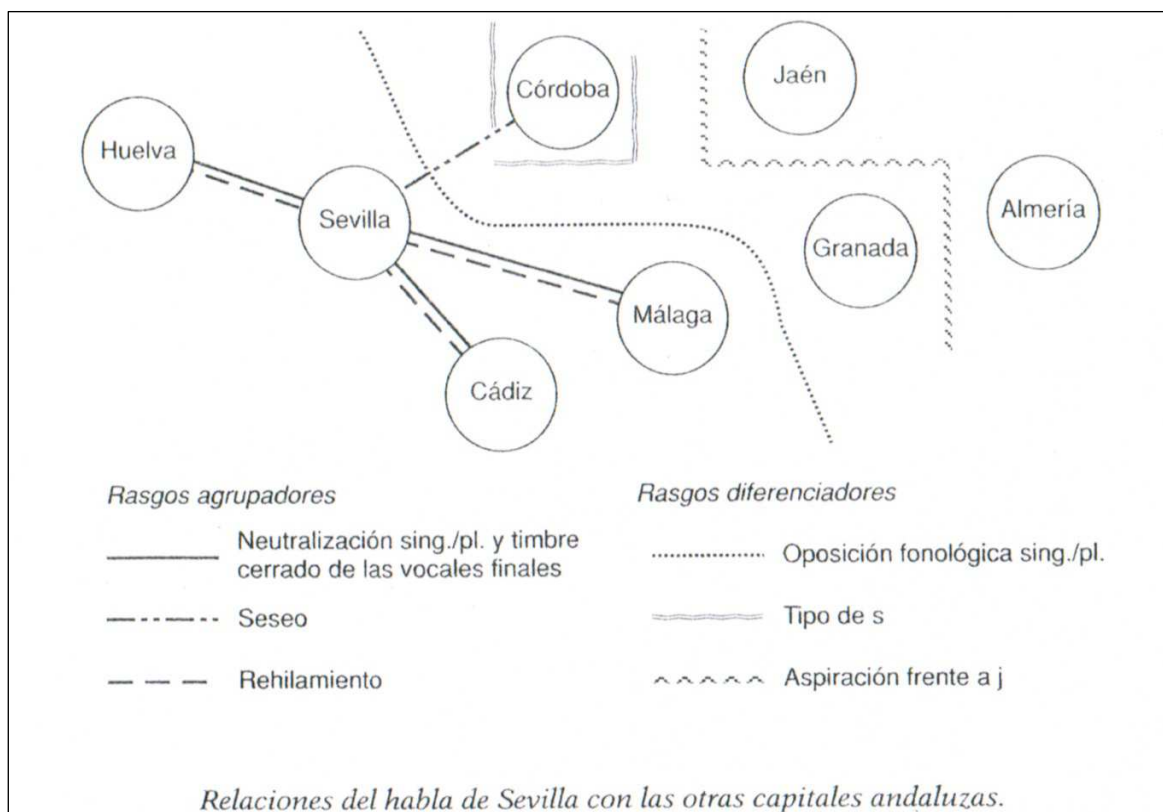 Córdoba
Jaén
Huelva
Sevilla
Almería
Granada
Málaga
Cádiz
Rasgos agrupadores
Neutralización sing./pl. y timbre
cerrado de las vocales finales
Seseo
Rehilamiento
Rasgos diferenciadores
Oposición fonológica sing./pl.
Tipo de s
Aspiración frente a j
Relaciones del habla de Sevilla con las otras capitales andaluzas.